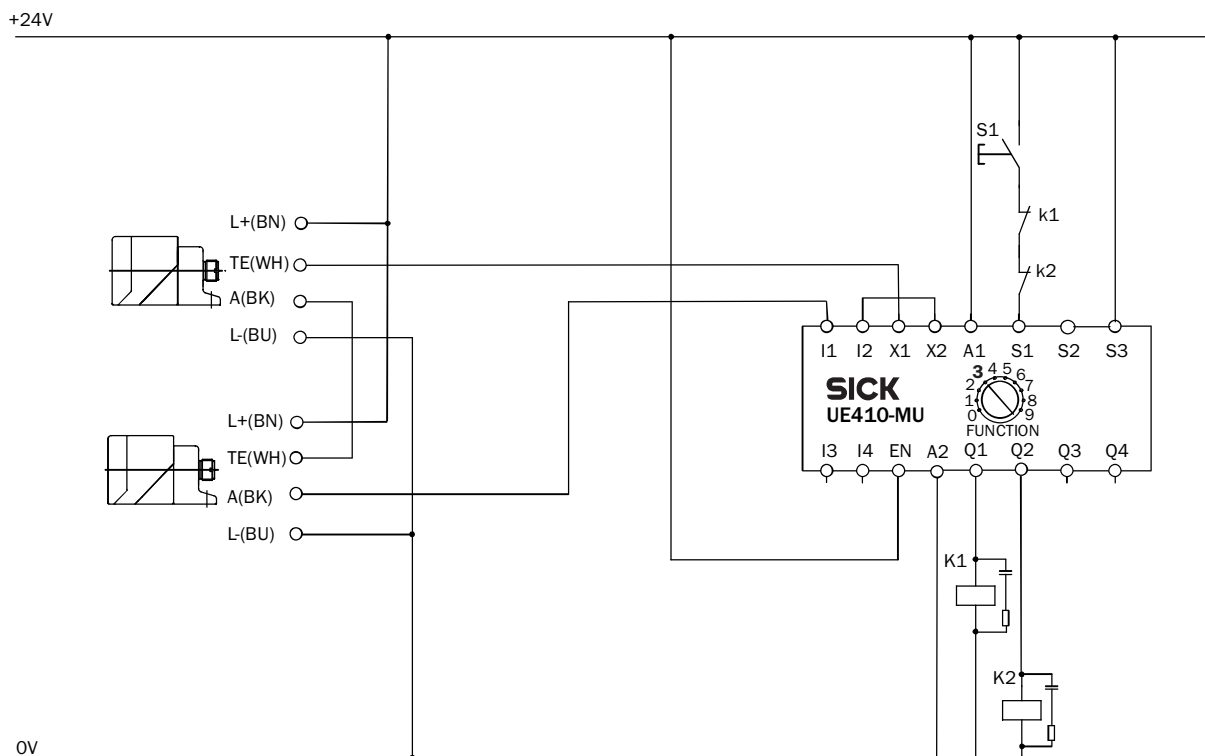 +24V
S1
k1
k2
L+(BN)
TE(WH)
A(BK)
L-(BU)
L+(BN)
TE(WH)
A(BK)
L-(BU)
I1 I2 X1 X2 A1 S1 S2 S3
SICK
UE410-MU
0 1 2 3 4 5 6 7 8 9
FUNCTION
I3 I4 EN A2 Q1 Q2 Q3 Q4
K1
K2
0V